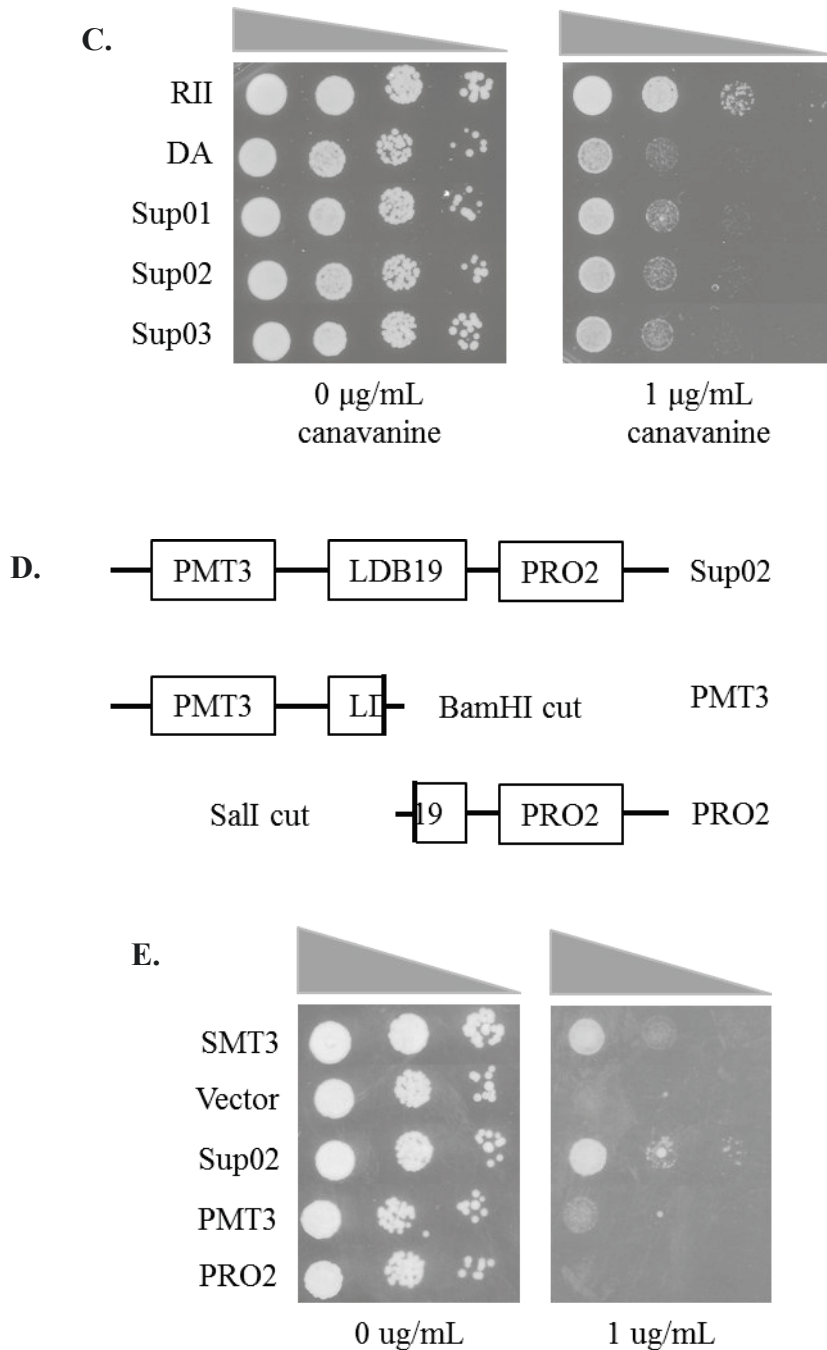 C.
RII
DA
Sup01
Sup02
Sup03
0 μg/mL
canavanine
1 μg/mL
canavanine
D.
PMT3 LDB19 PRO2 Sup02
PMT3 LD BamHI cut PMT3
SalI cut 19 PRO2 PRO2
E.
SMT3
Vector
Sup02
PMT3
PRO2
0 ug/mL 1 ug/mL